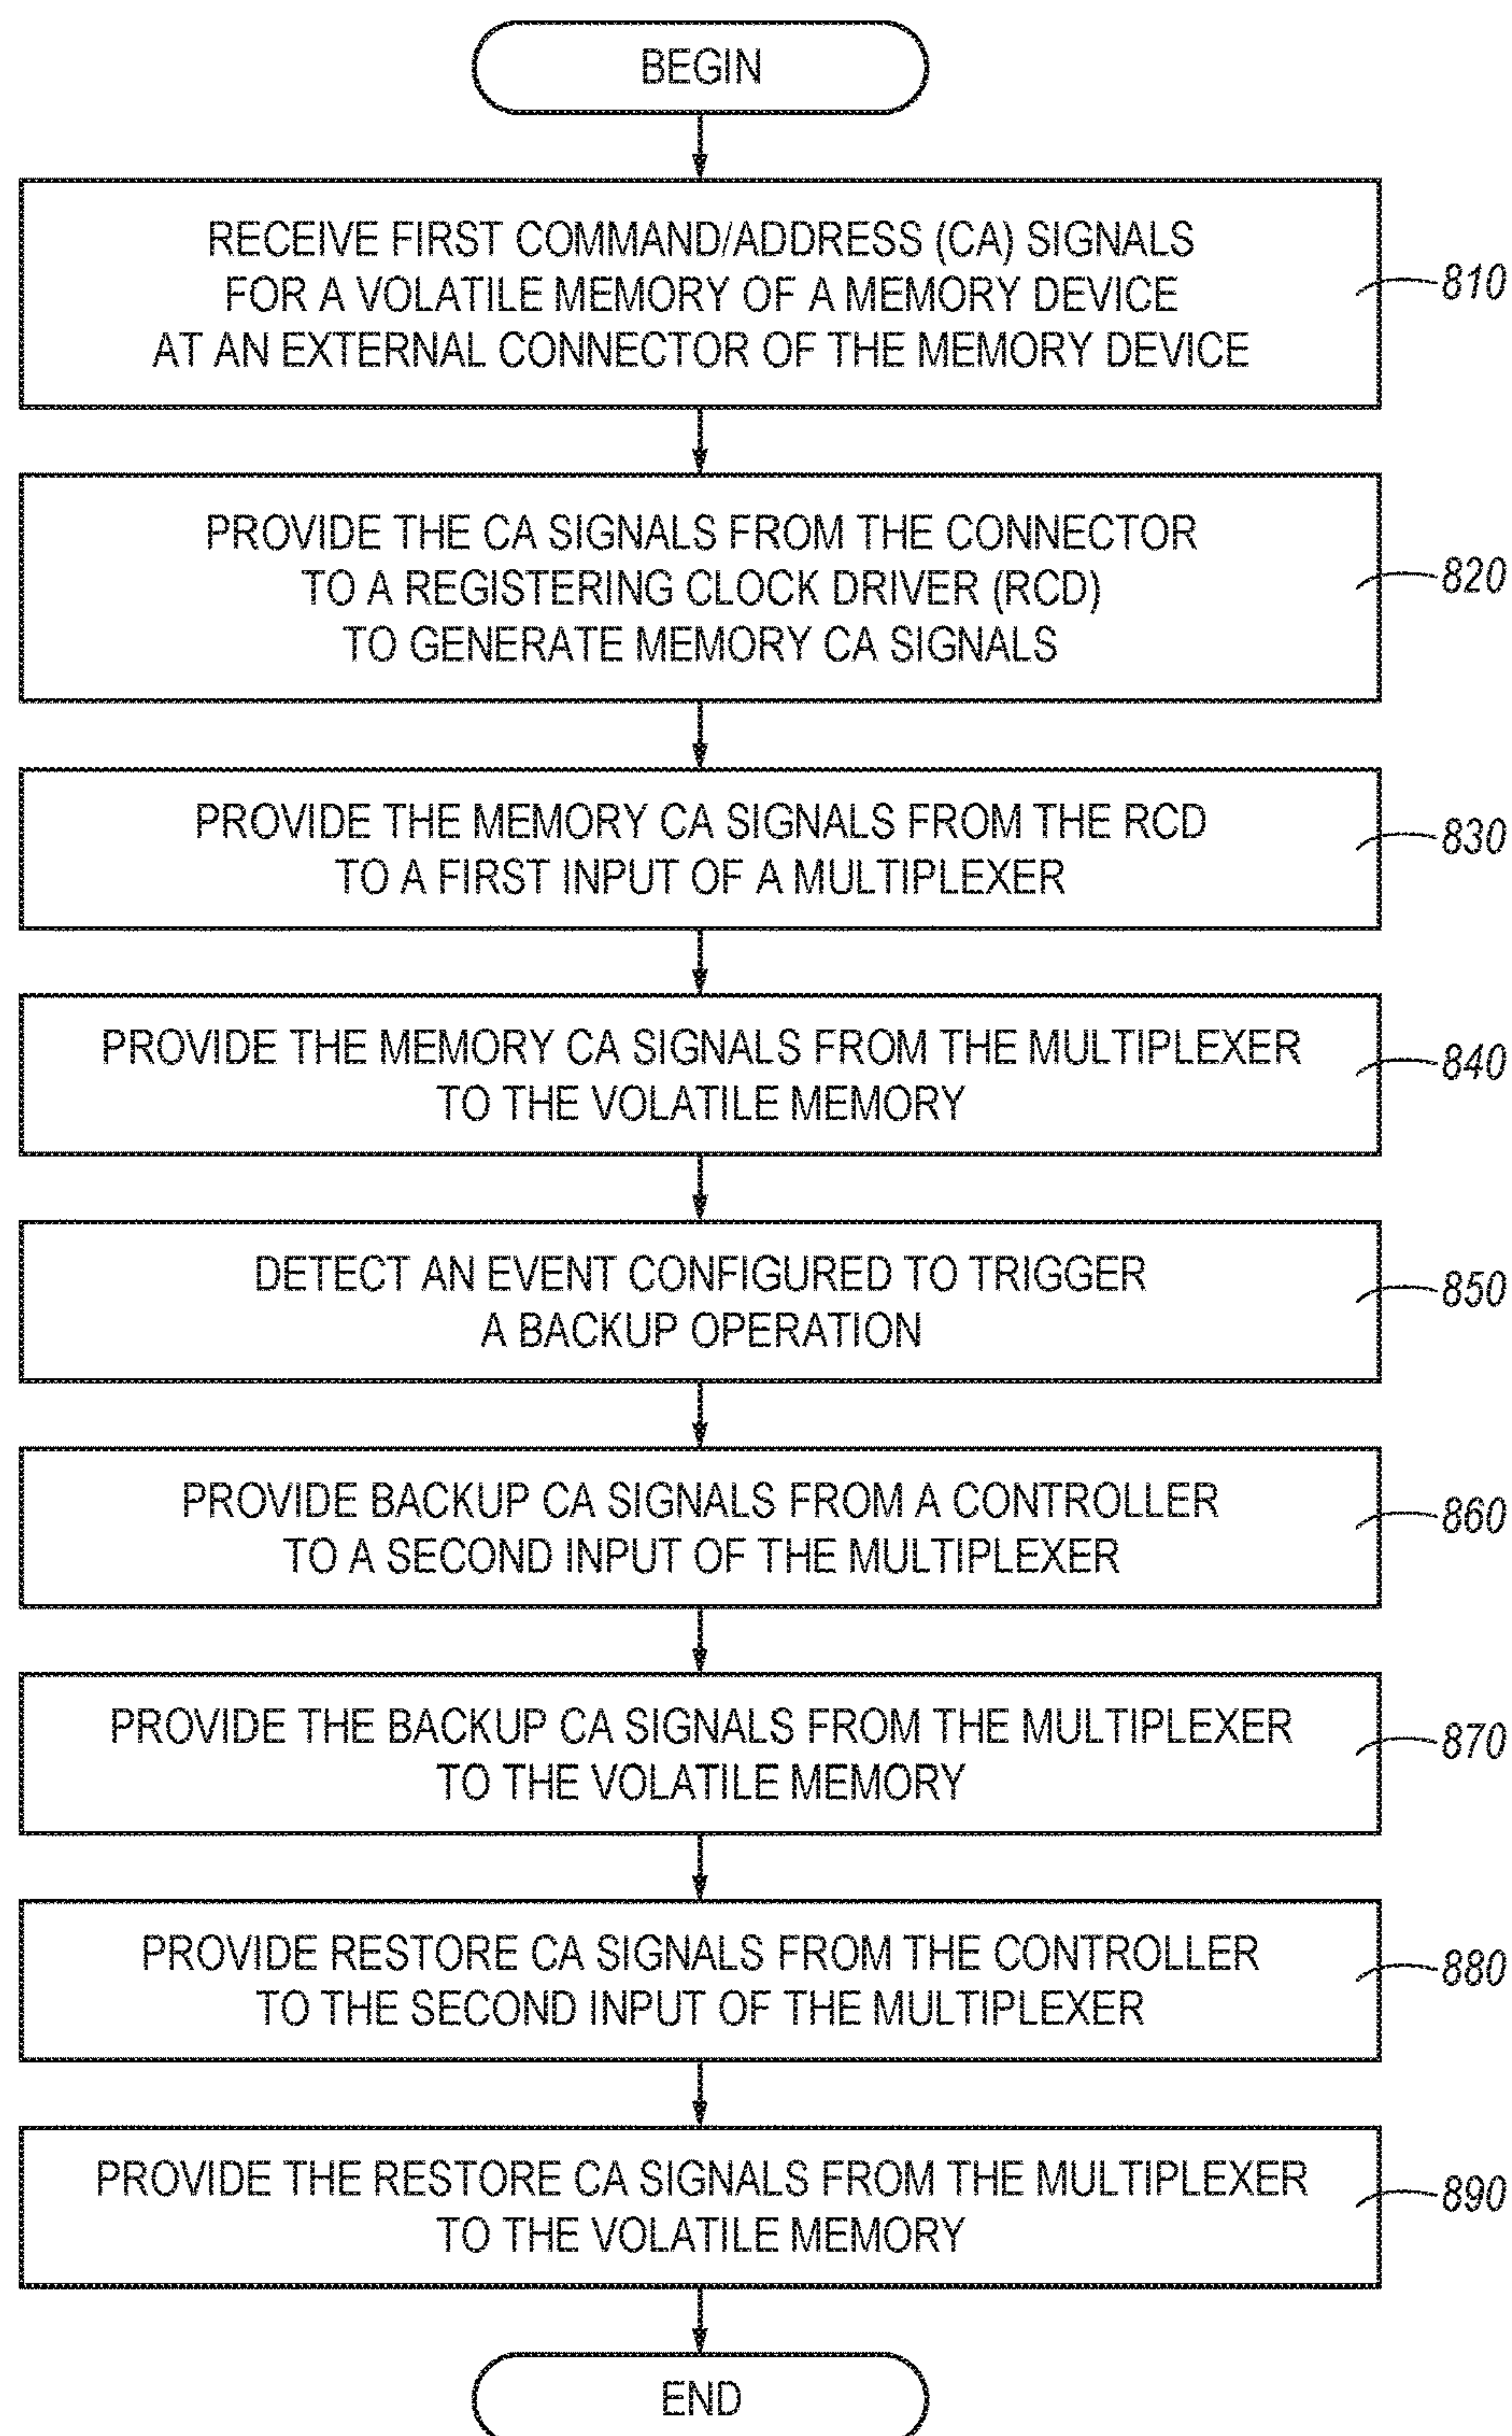 BEGIN
RECEIVE FIRST COMMAND/ADDRESS (CA) SIGNALS
FOR A VOLATILE MEMORY OF A MEMORY DEVICE
AT AN EXTERNAL CONNECTOR OF THE MEMORY DEVICE
810
PROVIDE THE CA SIGNALS FROM THE CONNECTOR
TO A REGISTERING CLOCK DRIVER (RCD)
TO GENERATE MEMORY CA SIGNALS
820
PROVIDE THE MEMORY CA SIGNALS FROM THE RCD
TO A FIRST INPUT OF A MULTIPLEXER
830
PROVIDE THE MEMORY CA SIGNALS FROM THE MULTIPLEXER
TO THE VOLATILE MEMORY
840
DETECT AN EVENT CONFIGURED TO TRIGGER
A BACKUP OPERATION
850
PROVIDE BACKUP CA SIGNALS FROM A CONTROLLER
TO A SECOND INPUT OF THE MULTIPLEXER
860
PROVIDE THE BACKUP CA SIGNALS FROM THE MULTIPLEXER
TO THE VOLATILE MEMORY
870
PROVIDE RESTORE CA SIGNALS FROM THE CONTROLLER
TO THE SECOND INPUT OF THE MULTIPLEXER
880
PROVIDE THE RESTORE CA SIGNALS FROM THE MULTIPLEXER
TO THE VOLATILE MEMORY
890
END